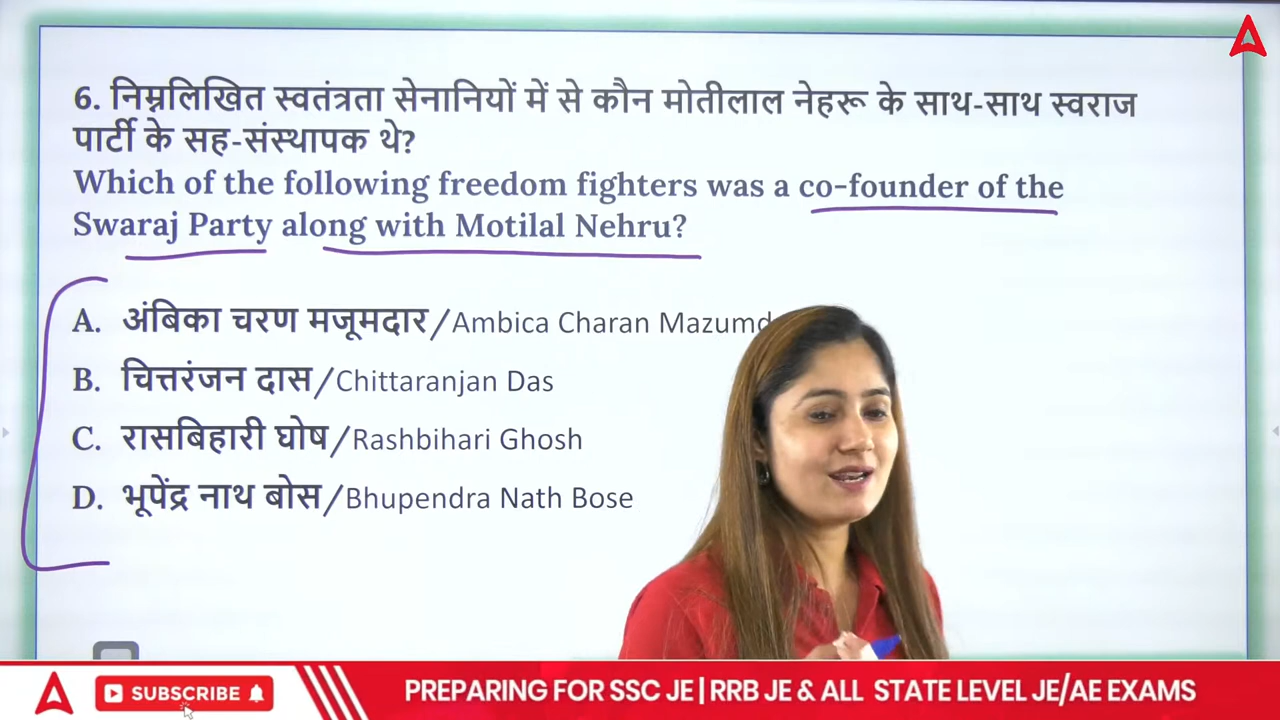 6. निम्नलिखित स्वतंत्रता सेनानियों में से कौन मोतीलाल नेहरू के साथ-साथ स्वराज
पार्टी के सह-संस्थापक थे?
Which of the following freedom fighters was a co-founder of the
Swaraj Party along with Motilal Nehru?
A. अंबिका चरण मजूमदार/Ambica Charan
B. चित्तरंजन दास/Chittaranjan Das
C. रासबिहारी घोष/Rashbihari Ghosh
D. भूपेंद्र नाथ बोस/Bhupendra Nath Bose
SUBSCRIBE
PREPARING FOR SSC JE | RRB JE & ALL STATE LEVEL JE/AE EXAMS